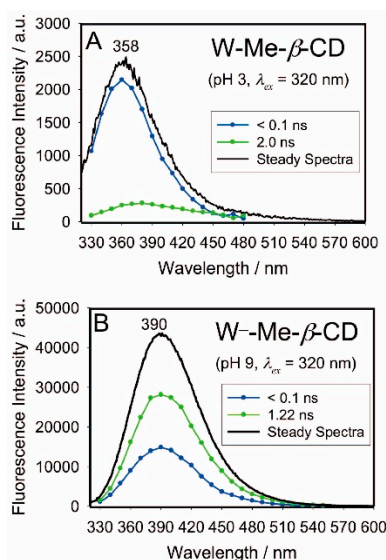 A
358
W-Me-β-CD
(pH 3, λex = 320 nm)
< 0.1 ns
2.0 ns
Steady Spectra
Fluorescence Intensity / a.u.
3000
2500
2000
1500
1000
500
0
330 360 390 420 450 480 510 540 570 600
Wavelength / nm
B
390
W⁻-Me-β-CD
(pH 9, λex = 320 nm)
< 0.1 ns
1.22 ns
Steady Spectra
Fluorescence Intensity / a.u.
50000
40000
30000
20000
10000
0
330 360 390 420 450 480 510 540 570 600
Wavelength / nm